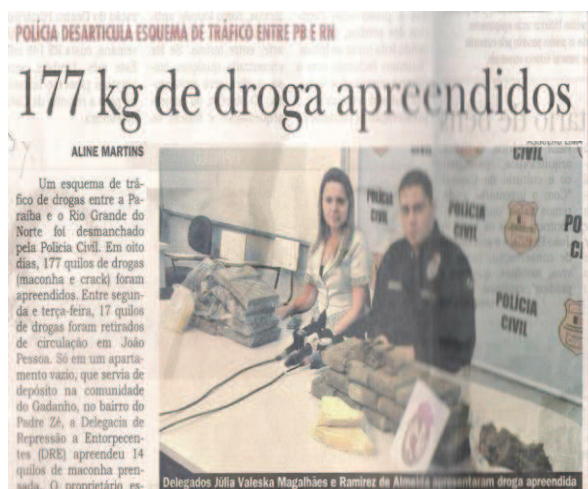 POLÍCIA DESARTICULA ESQUEMA DE TRÁFICO ENTRE PB E RN
177 kg de droga apreendidos
ALINE MARTINS
Um esquema de trá-
fico de drogas entre a Pa-
raíba e o Rio Grande do
Norte foi desmanchado
pela Polícia Civil. Em oito
dias, 177 quilos de drogas
(maconha e crack) foram
apreendidos. Entre segun-
da e terça-feira, 17 quilos
de drogas foram retirados
de circulação em João
Pessoa. Só em um aparta-
mento vazio, que servia de
depósito na comunidade
do Gadanho, no bairro do
Padre Zé, a Delegacia de
Repressão a Entorpecen-
tes (DRE) apreendeu 14
quilos de maconha pren-
sada. O proprietário es-
CIVIL
POLÍCIA
CIVIL
POLÍCIA
PO
CI
POLÍCIA
CIVIL
Delegados Júlia Valeska Magalhães e Ramirez de Almeida apresentaram droga apreendida